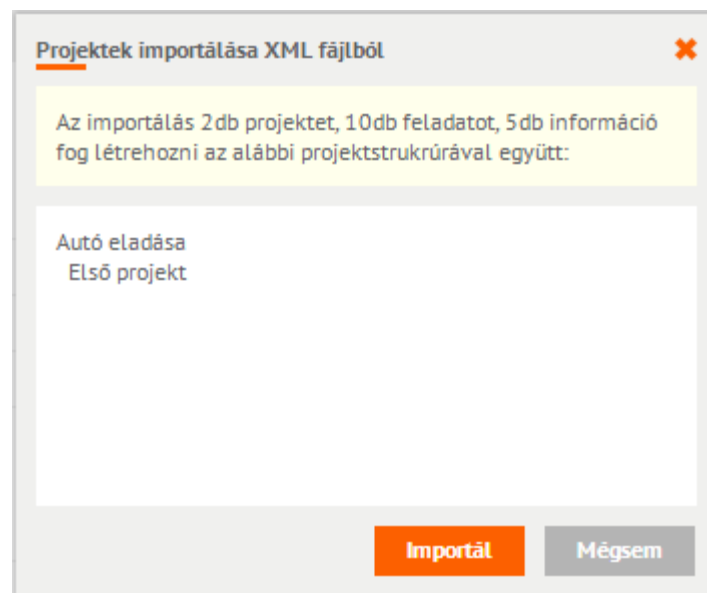 Projektek importálása XML fájlból
Az importálás 2db projektet, 10db feladatot, 5db információ
fog létrehozni az alábbi projektstrukrúrával együtt:
Autó eladása
Első projekt
Importál
Mégsem